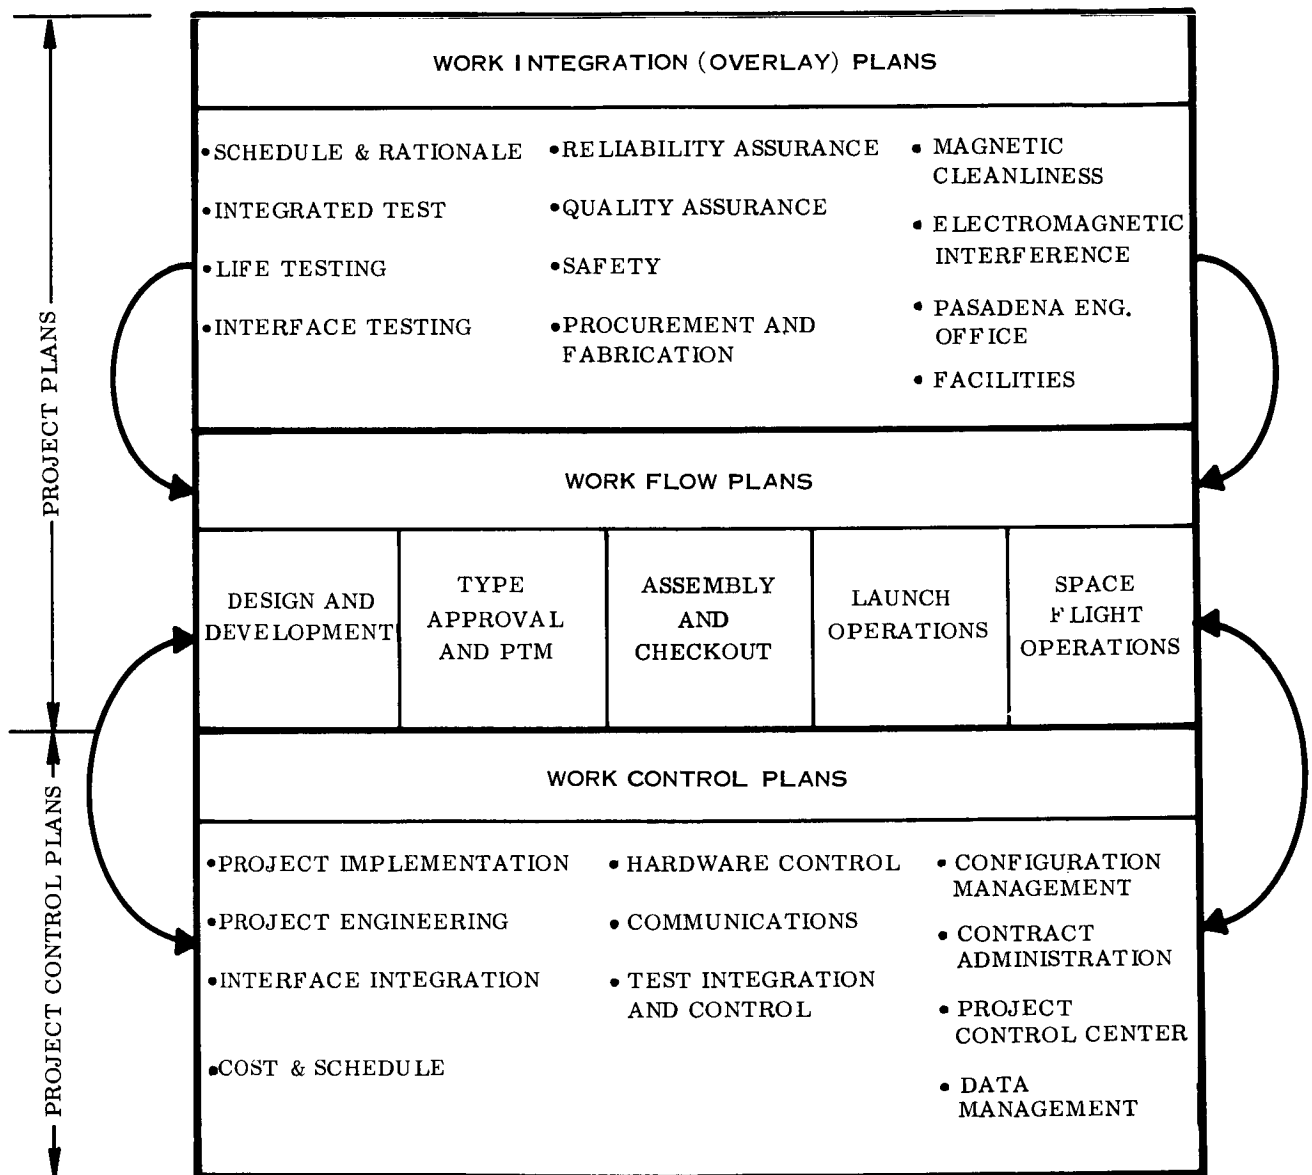 WORK INTEGRATION (OVERLAY) PLANS
•SCHEDULE & RATIONALE
•INTEGRATED TEST
•LIFE TESTING
•INTERFACE TESTING
•RELIABILITY ASSURANCE
•QUALITY ASSURANCE
•SAFETY
•PROCUREMENT AND
FABRICATION
• MAGNETIC
CLEANLINESS
• ELECTROMAGNETIC
INTERFERENCE
• PASADENA ENG.
OFFICE
• FACILITIES
PROJECT PLANS
WORK FLOW PLANS
DESIGN AND
DEVELOPMENT
TYPE
APPROVAL
AND PTM
ASSEMBLY
AND
CHECKOUT
LAUNCH
OPERATIONS
SPACE
FLIGHT
OPERATIONS
PROJECT CONTROL PLANS
WORK CONTROL PLANS
•PROJECT IMPLEMENTATION
•PROJECT ENGINEERING
•INTERFACE INTEGRATION
•COST & SCHEDULE
• HARDWARE CONTROL
• COMMUNICATIONS
• TEST INTEGRATION
AND CONTROL
• CONFIGURATION
MANAGEMENT
• CONTRACT
ADMINISTRATION
• PROJECT
CONTROL CENTER
• DATA
MANAGEMENT